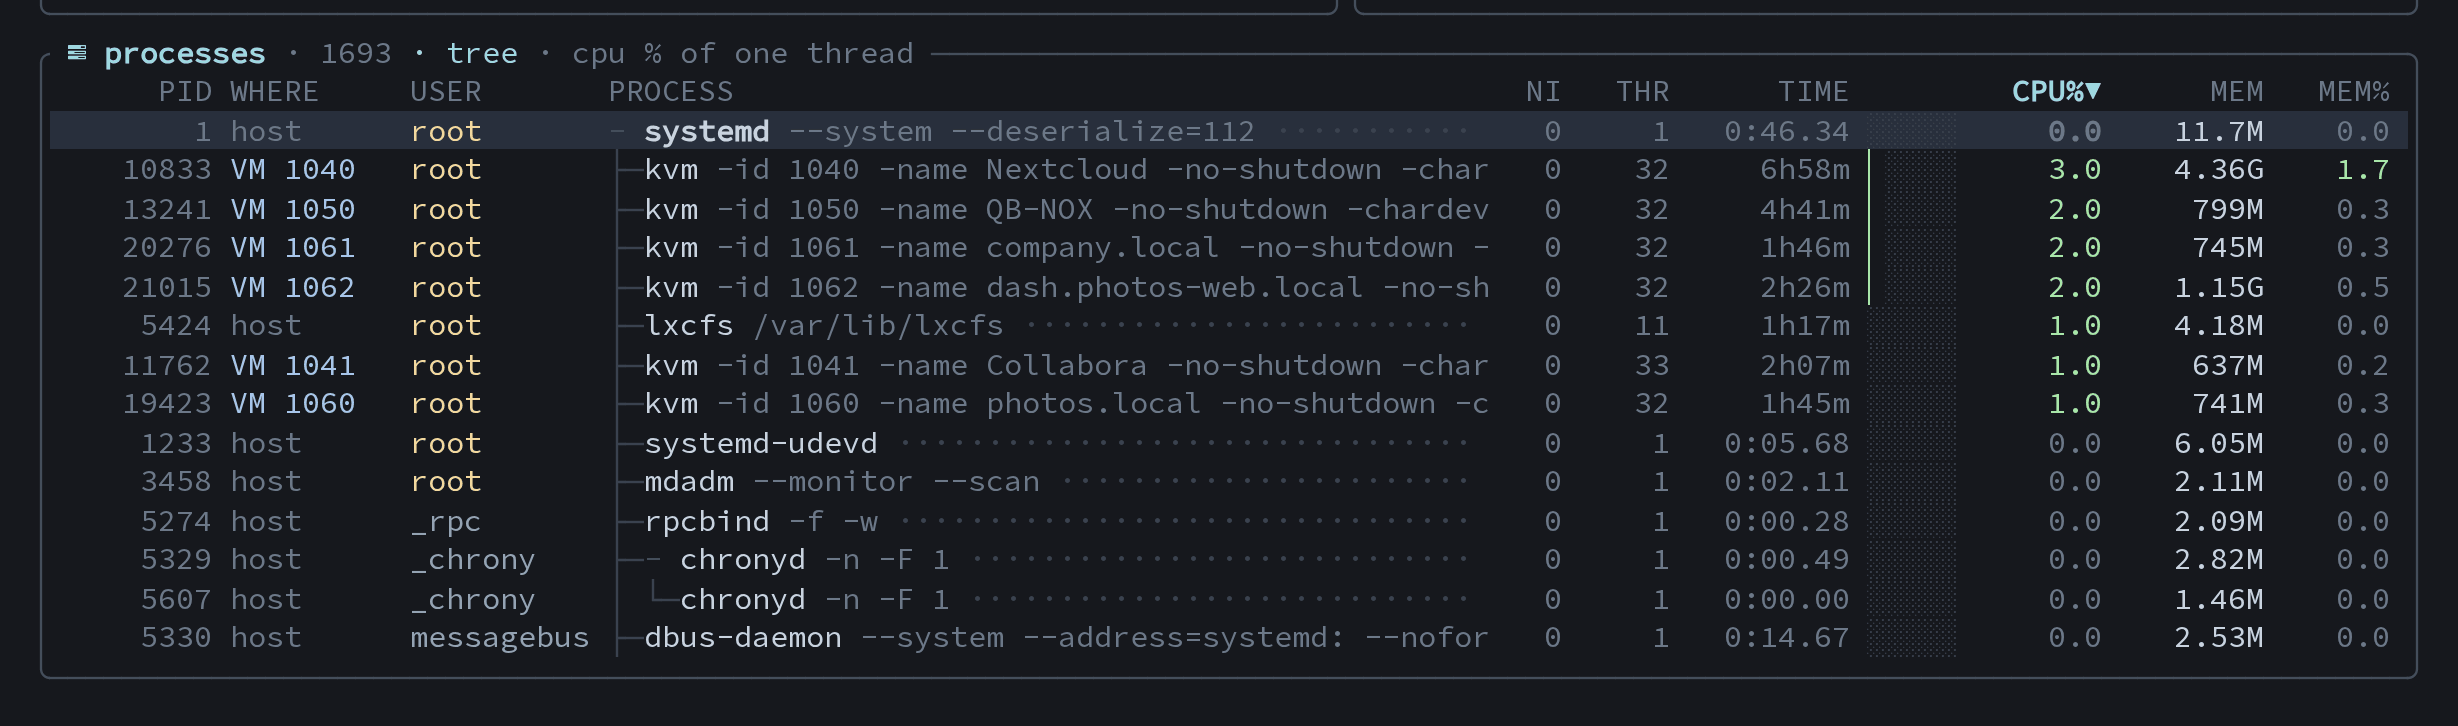 processes · 1693 · tree · cpu % of one thread
PID WHERE USER PROCESS NI THR TIME CPU%▼ MEM MEM%
1 host root − systemd --system --deserialize=112 0 1 0:46.34 0.0 11.7M 0.0
10833 VM 1040 root kvm -id 1040 -name Nextcloud -no-shutdown -char 0 32 6h58m 3.0 4.36G 1.7
13241 VM 1050 root kvm -id 1050 -name QB-NOX -no-shutdown -chardev 0 32 4h41m 2.0 799M 0.3
20276 VM 1061 root kvm -id 1061 -name company.local -no-shutdown - 0 32 1h46m 2.0 745M 0.3
21015 VM 1062 root kvm -id 1062 -name dash.photos-web.local -no-sh 0 32 2h26m 2.0 1.15G 0.5
5424 host root lxcfs /var/lib/lxcfs 0 11 1h17m 1.0 4.18M 0.0
11762 VM 1041 root kvm -id 1041 -name Collabora -no-shutdown -char 0 33 2h07m 1.0 637M 0.2
19423 VM 1060 root kvm -id 1060 -name photos.local -no-shutdown -c 0 32 1h45m 1.0 741M 0.3
1233 host root systemd-udevd 0 1 0:05.68 0.0 6.05M 0.0
3458 host root mdadm --monitor --scan 0 1 0:02.11 0.0 2.11M 0.0
5274 host _rpc rpcbind -f -w 0 1 0:00.28 0.0 2.09M 0.0
5329 host _chrony − chronyd -n -F 1 0 1 0:00.49 0.0 2.82M 0.0
5607 host _chrony chronyd -n -F 1 0 1 0:00.00 0.0 1.46M 0.0
5330 host messagebus dbus-daemon --system --address=systemd: --nofor 0 1 0:14.67 0.0 2.53M 0.0